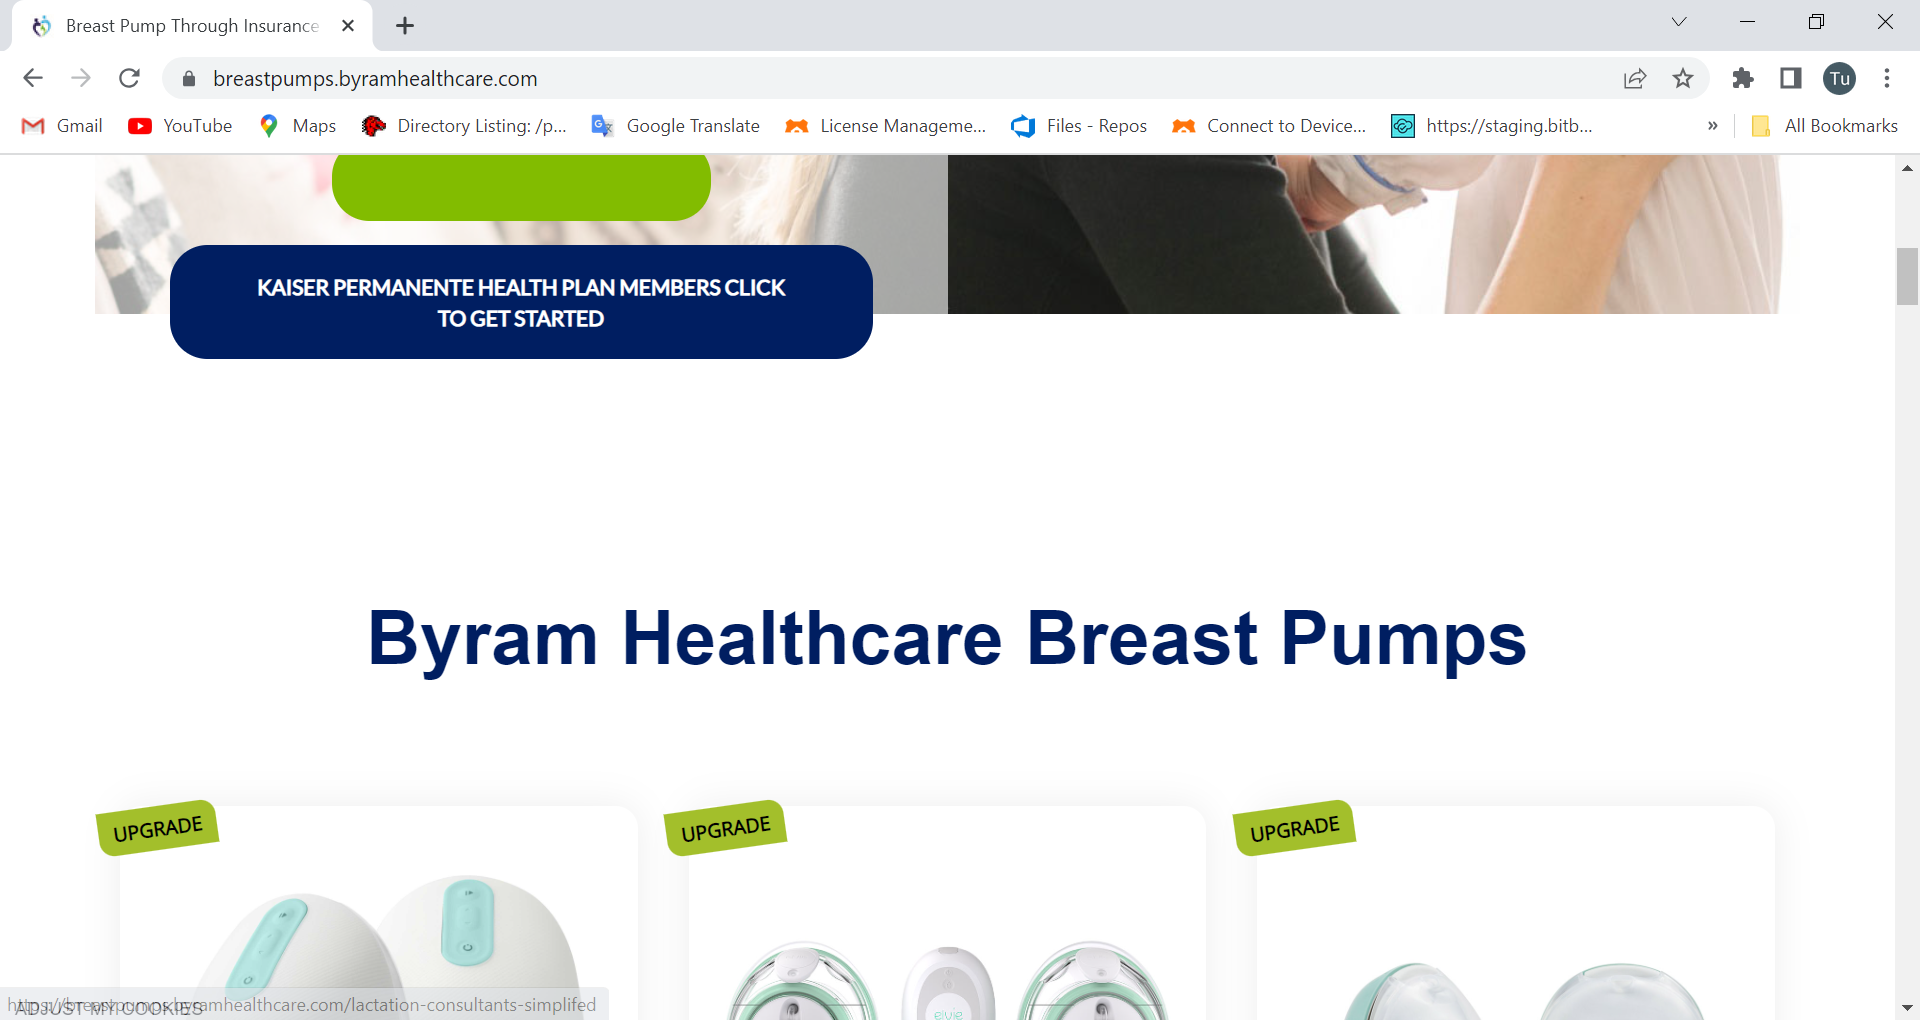 Breast Pump Through Insurance
breastpumps.byramhealthcare.com
Tu
Gmail
YouTube
Maps
Directory Listing: /p...
Google Translate
License Manageme...
Files - Repos
Connect to Device...
https://staging.bitb...
»
All Bookmarks
KAISER PERMANENTE HEALTH PLAN MEMBERS CLICK
TO GET STARTED
Byram Healthcare Breast Pumps
UPGRADE
UPGRADE
UPGRADE
elvie
https://breastpumps.byramhealthcare.com/lactation-consultants-simplifed
ADJUST MY COOKIES